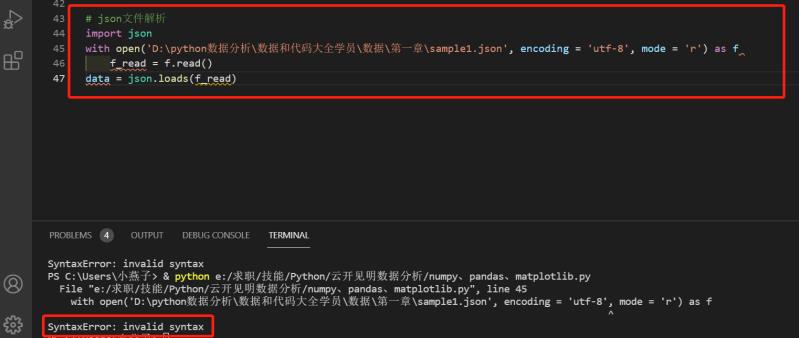 42
43 # json文件解析
44 import json
45 with open('D:\python数据分析\数据和代码大全学员\数据\第一章\sample1.json', encoding = 'utf-8', mode = 'r') as f
46 f_read = f.read()
47 data = json.loads(f_read)
PROBLEMS 4 OUTPUT DEBUG CONSOLE TERMINAL
SyntaxError: invalid syntax
PS C:\Users\小燕子> & python e:/求职/技能/Python/云开见明数据分析/numpy、pandas、matplotlib.py
File "e:/求职/技能/Python/云开见明数据分析/numpy、pandas、matplotlib.py", line 45
with open('D:\python数据分析\数据和代码大全学员\数据\第一章\sample1.json', encoding = 'utf-8', mode = 'r') as f
^
SyntaxError: invalid syntax